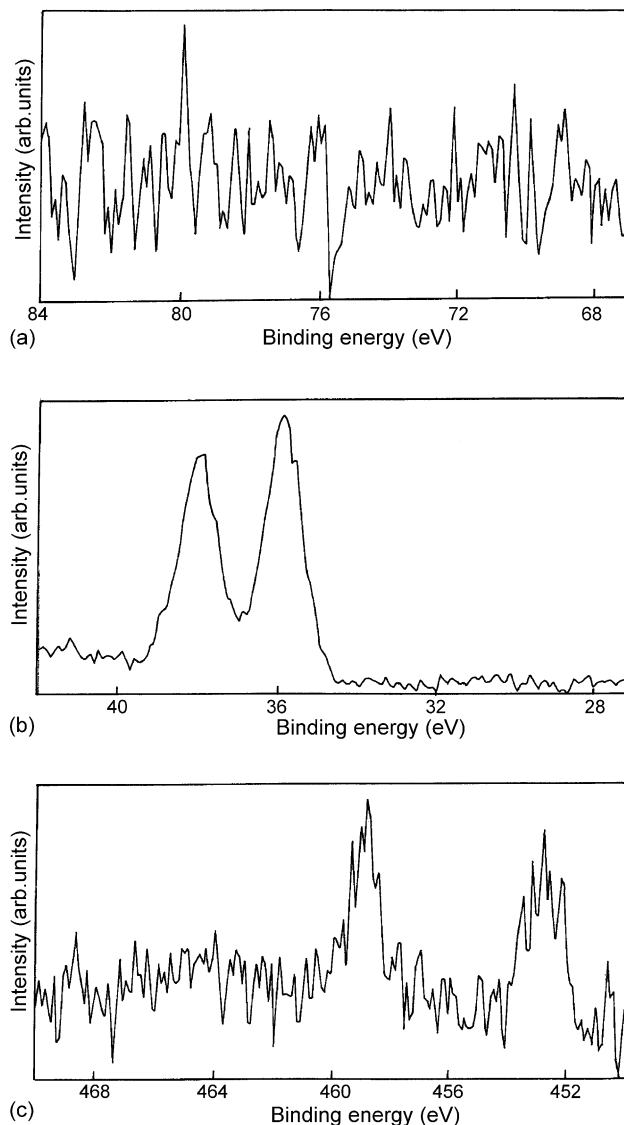 Intensity (arb.units)
84 80 76 72 68
(a) Binding energy (eV)
Intensity (arb.units)
40 36 32 28
(b) Binding energy (eV)
Intensity (arb.units)
468 464 460 456 452
(c) Binding energy (eV)